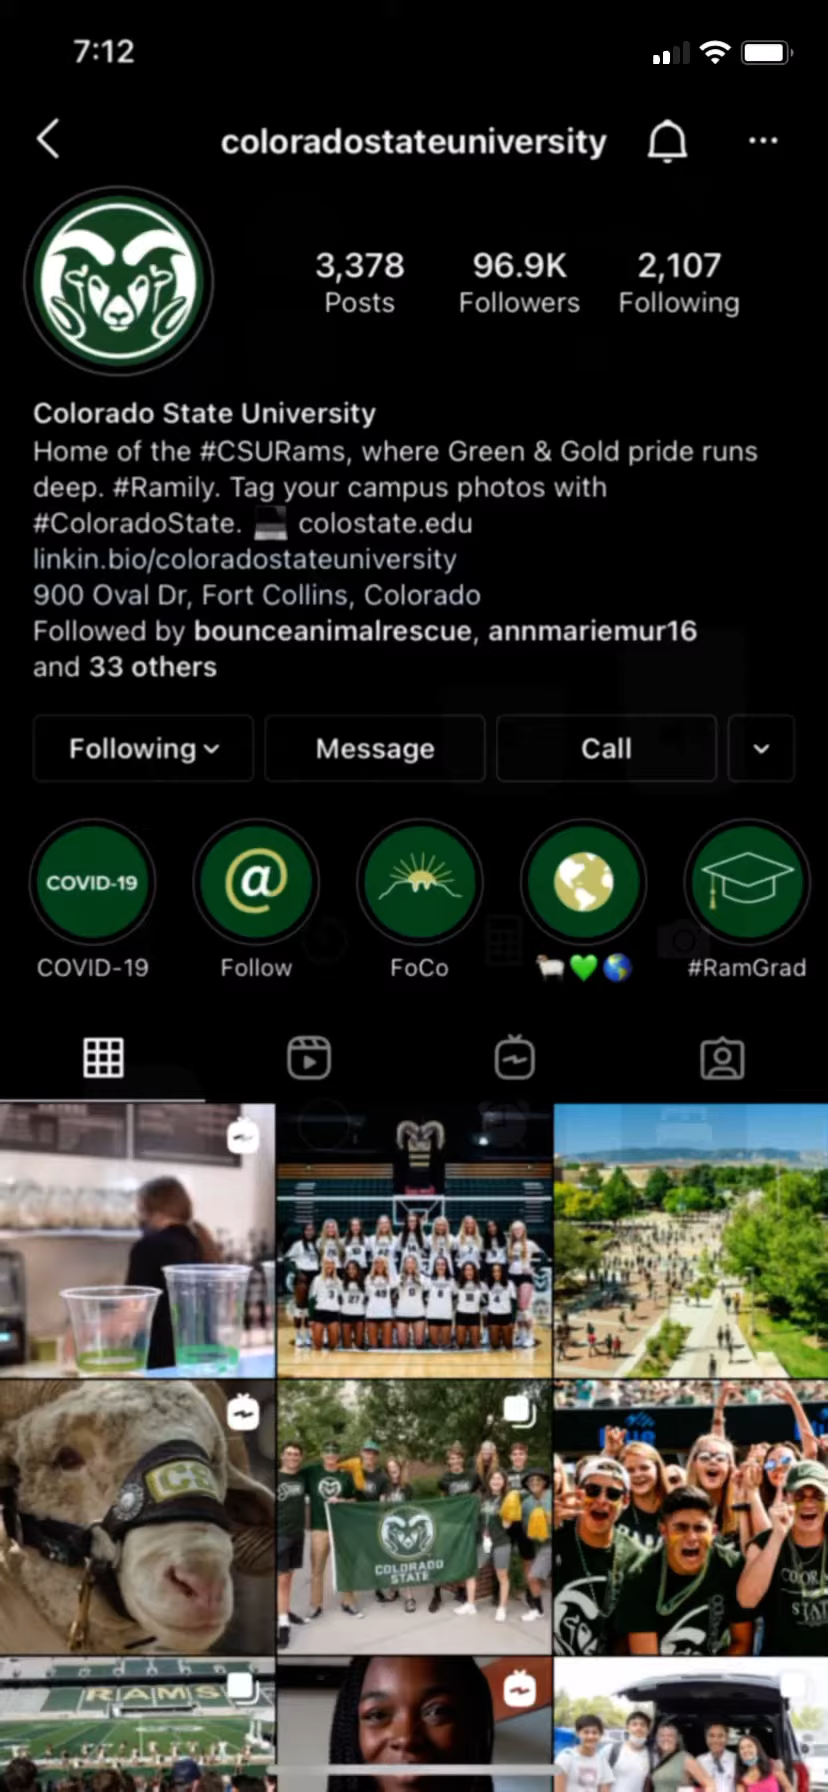 7:12
coloradostateuniversity
3,378 96.9K 2,107
Posts Followers Following
Colorado State University
Home of the #CSURams, where Green & Gold pride runs
deep. #Ramily. Tag your campus photos with
#ColoradoState. 💻 colostate.edu
linkin.bio/coloradostateuniversity
900 Oval Dr, Fort Collins, Colorado
Followed by bounceanimalrescue, annmariemur16
and 33 others
Following Message Call
COVID-19
COVID-19 Follow FoCo 🐏💚🌎 #RamGrad
COLORADO
STATE
RAMS